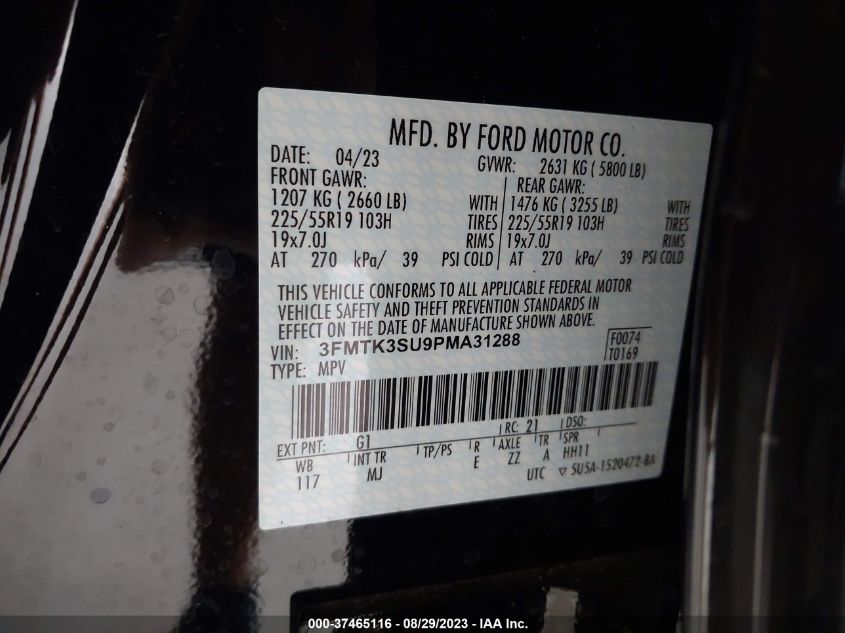 MFD. BY FORD MOTOR CO.
DATE: 04/23 GVWR: 2631 KG ( 5800 LB)
FRONT GAWR: REAR GAWR:
1207 KG ( 2660 LB) WITH 1476 KG ( 3255 LB) WITH
225/55R19 103H TIRES 225/55R19 103H TIRES
19x7.0J RIMS 19x7.0J RIMS
AT 270 kPa/ 39 PSI COLD AT 270 kPa/ 39 PSI COLD
THIS VEHICLE CONFORMS TO ALL APPLICABLE FEDERAL MOTOR
VEHICLE SAFETY AND THEFT PREVENTION STANDARDS IN
EFFECT ON THE DATE OF MANUFACTURE SHOWN ABOVE.
VIN: 3FMTK3SU9PMA31288 F0074
TYPE: MPV T0169
EXT PNT: G1 RC: 21 DSO:
WB INT TR TP/PS R AXLE TR SPR
117 MJ E ZZ A HH11
UTC ▽ 5U5A-1520472-BA
000-37465116 - 08/29/2023 - IAA Inc.